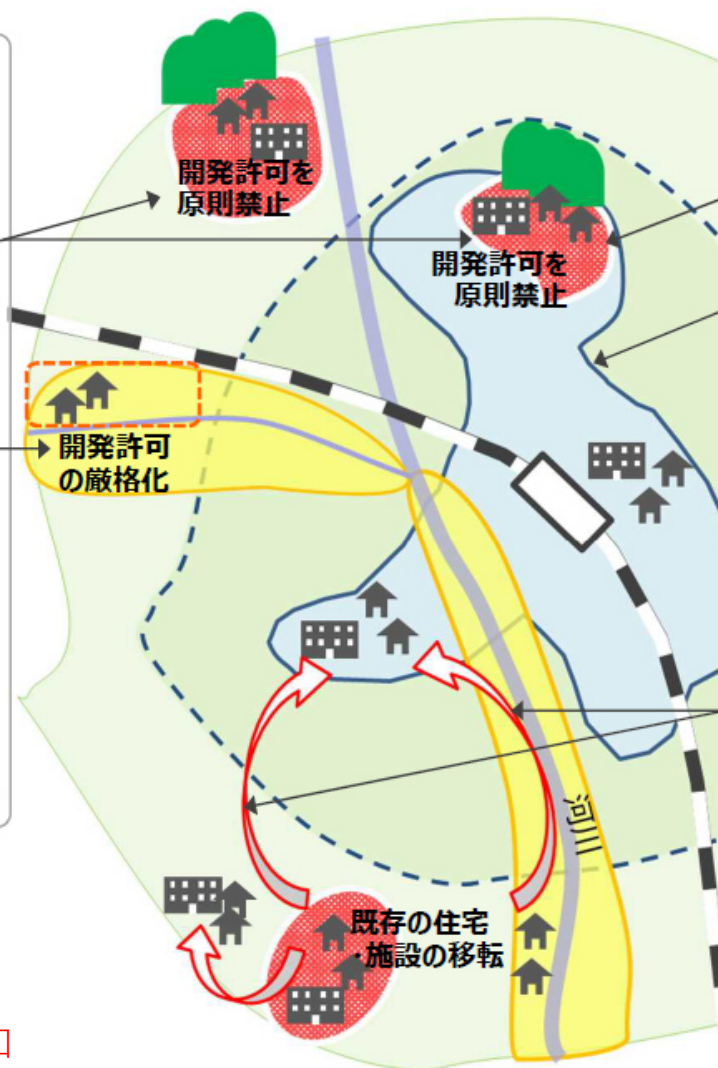 開発許可を
原則禁止
開発許可を
原則禁止
開発許可
の厳格化
河川
既存の住宅
・施設の移転